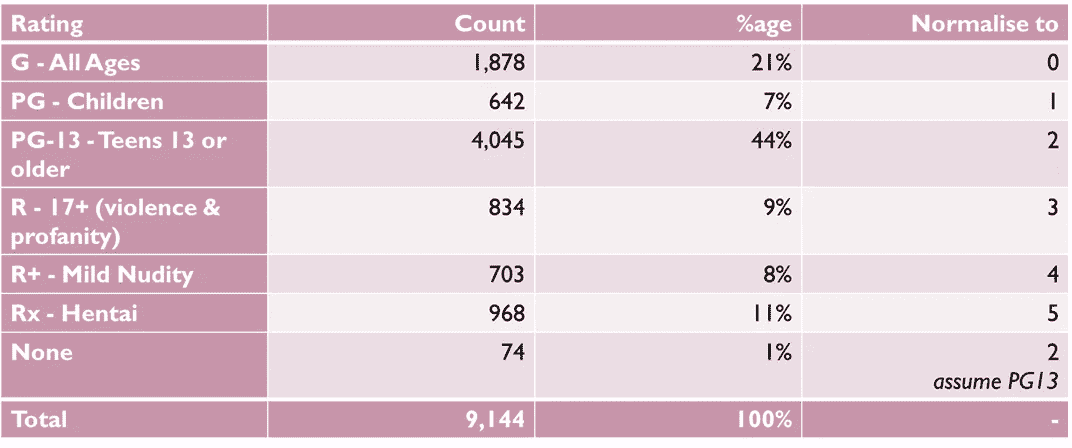 Rating Count %age Normalise to
G - All Ages 1,878 21% 0
PG - Children 642 7% 1
PG-13 - Teens 13 or 4,045 44% 2
older
R - 17+ (violence & 834 9% 3
profanity)
R+ - Mild Nudity 703 8% 4
Rx - Hentai 968 11% 5
None 74 1% 2
assume PG13
Total 9,144 100% -